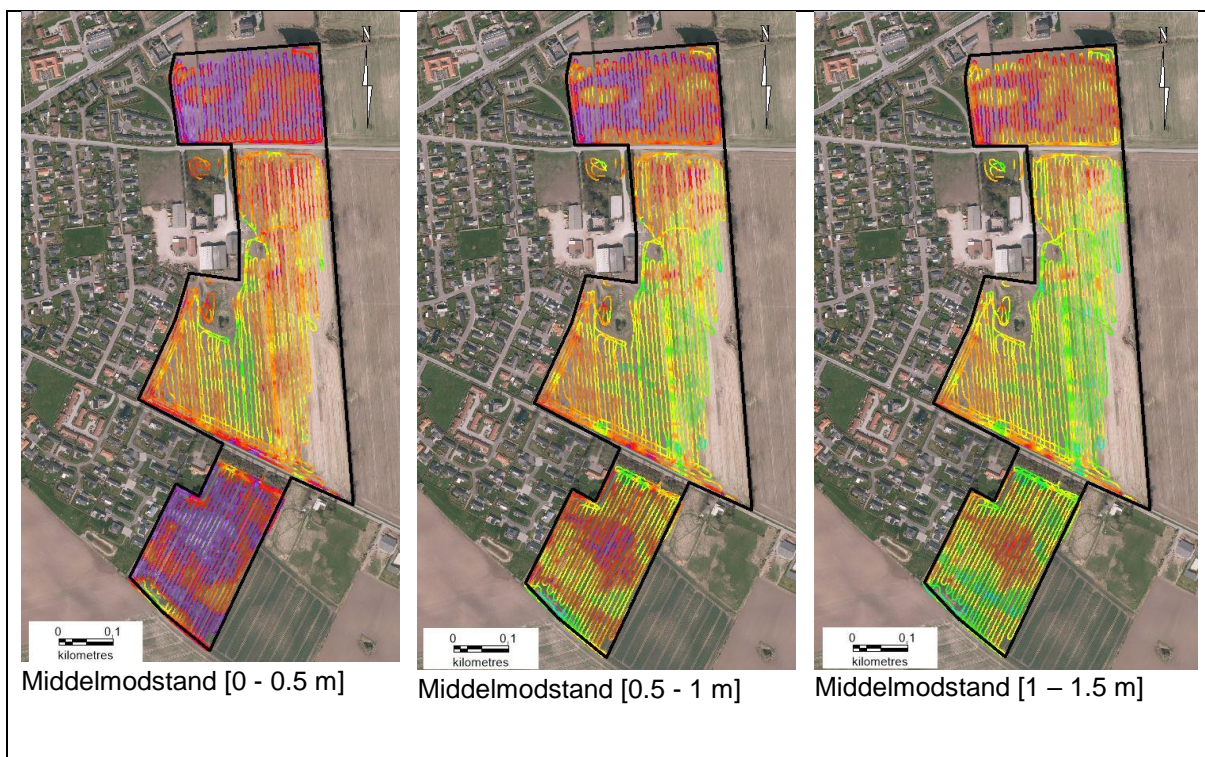 N
N
N
0 0,1
kilometres
0 0,1
kilometres
0 0,1
kilometres
Middelmodstand [0 - 0.5 m]
Middelmodstand [0.5 - 1 m]
Middelmodstand [1 – 1.5 m]